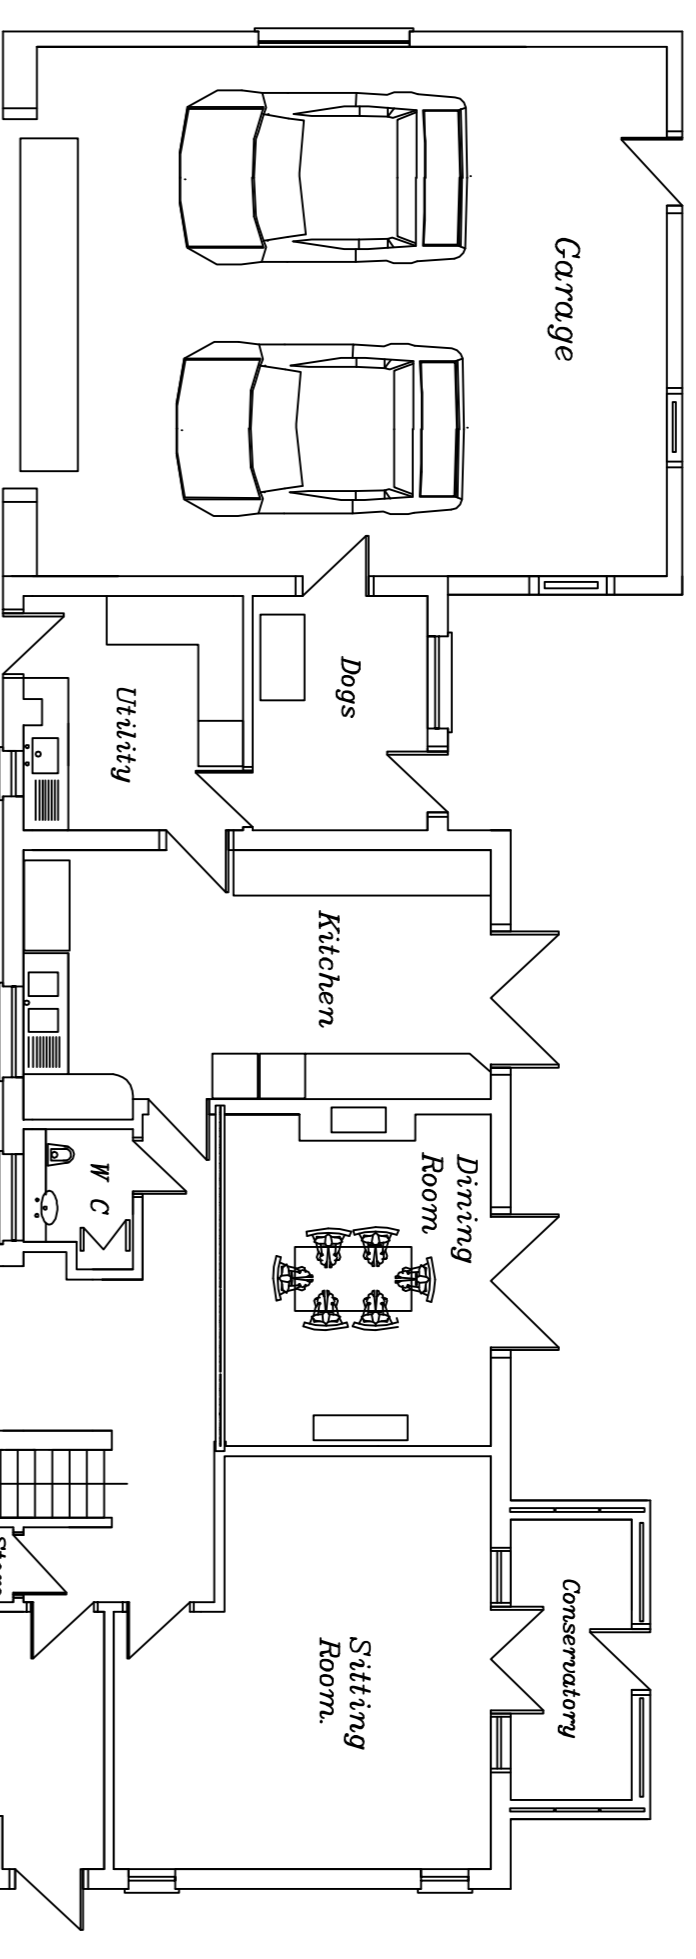 Garage
Dogs
Utility
Kitchen
W C
Dining
Room
Conservatory
Sitting
Room.